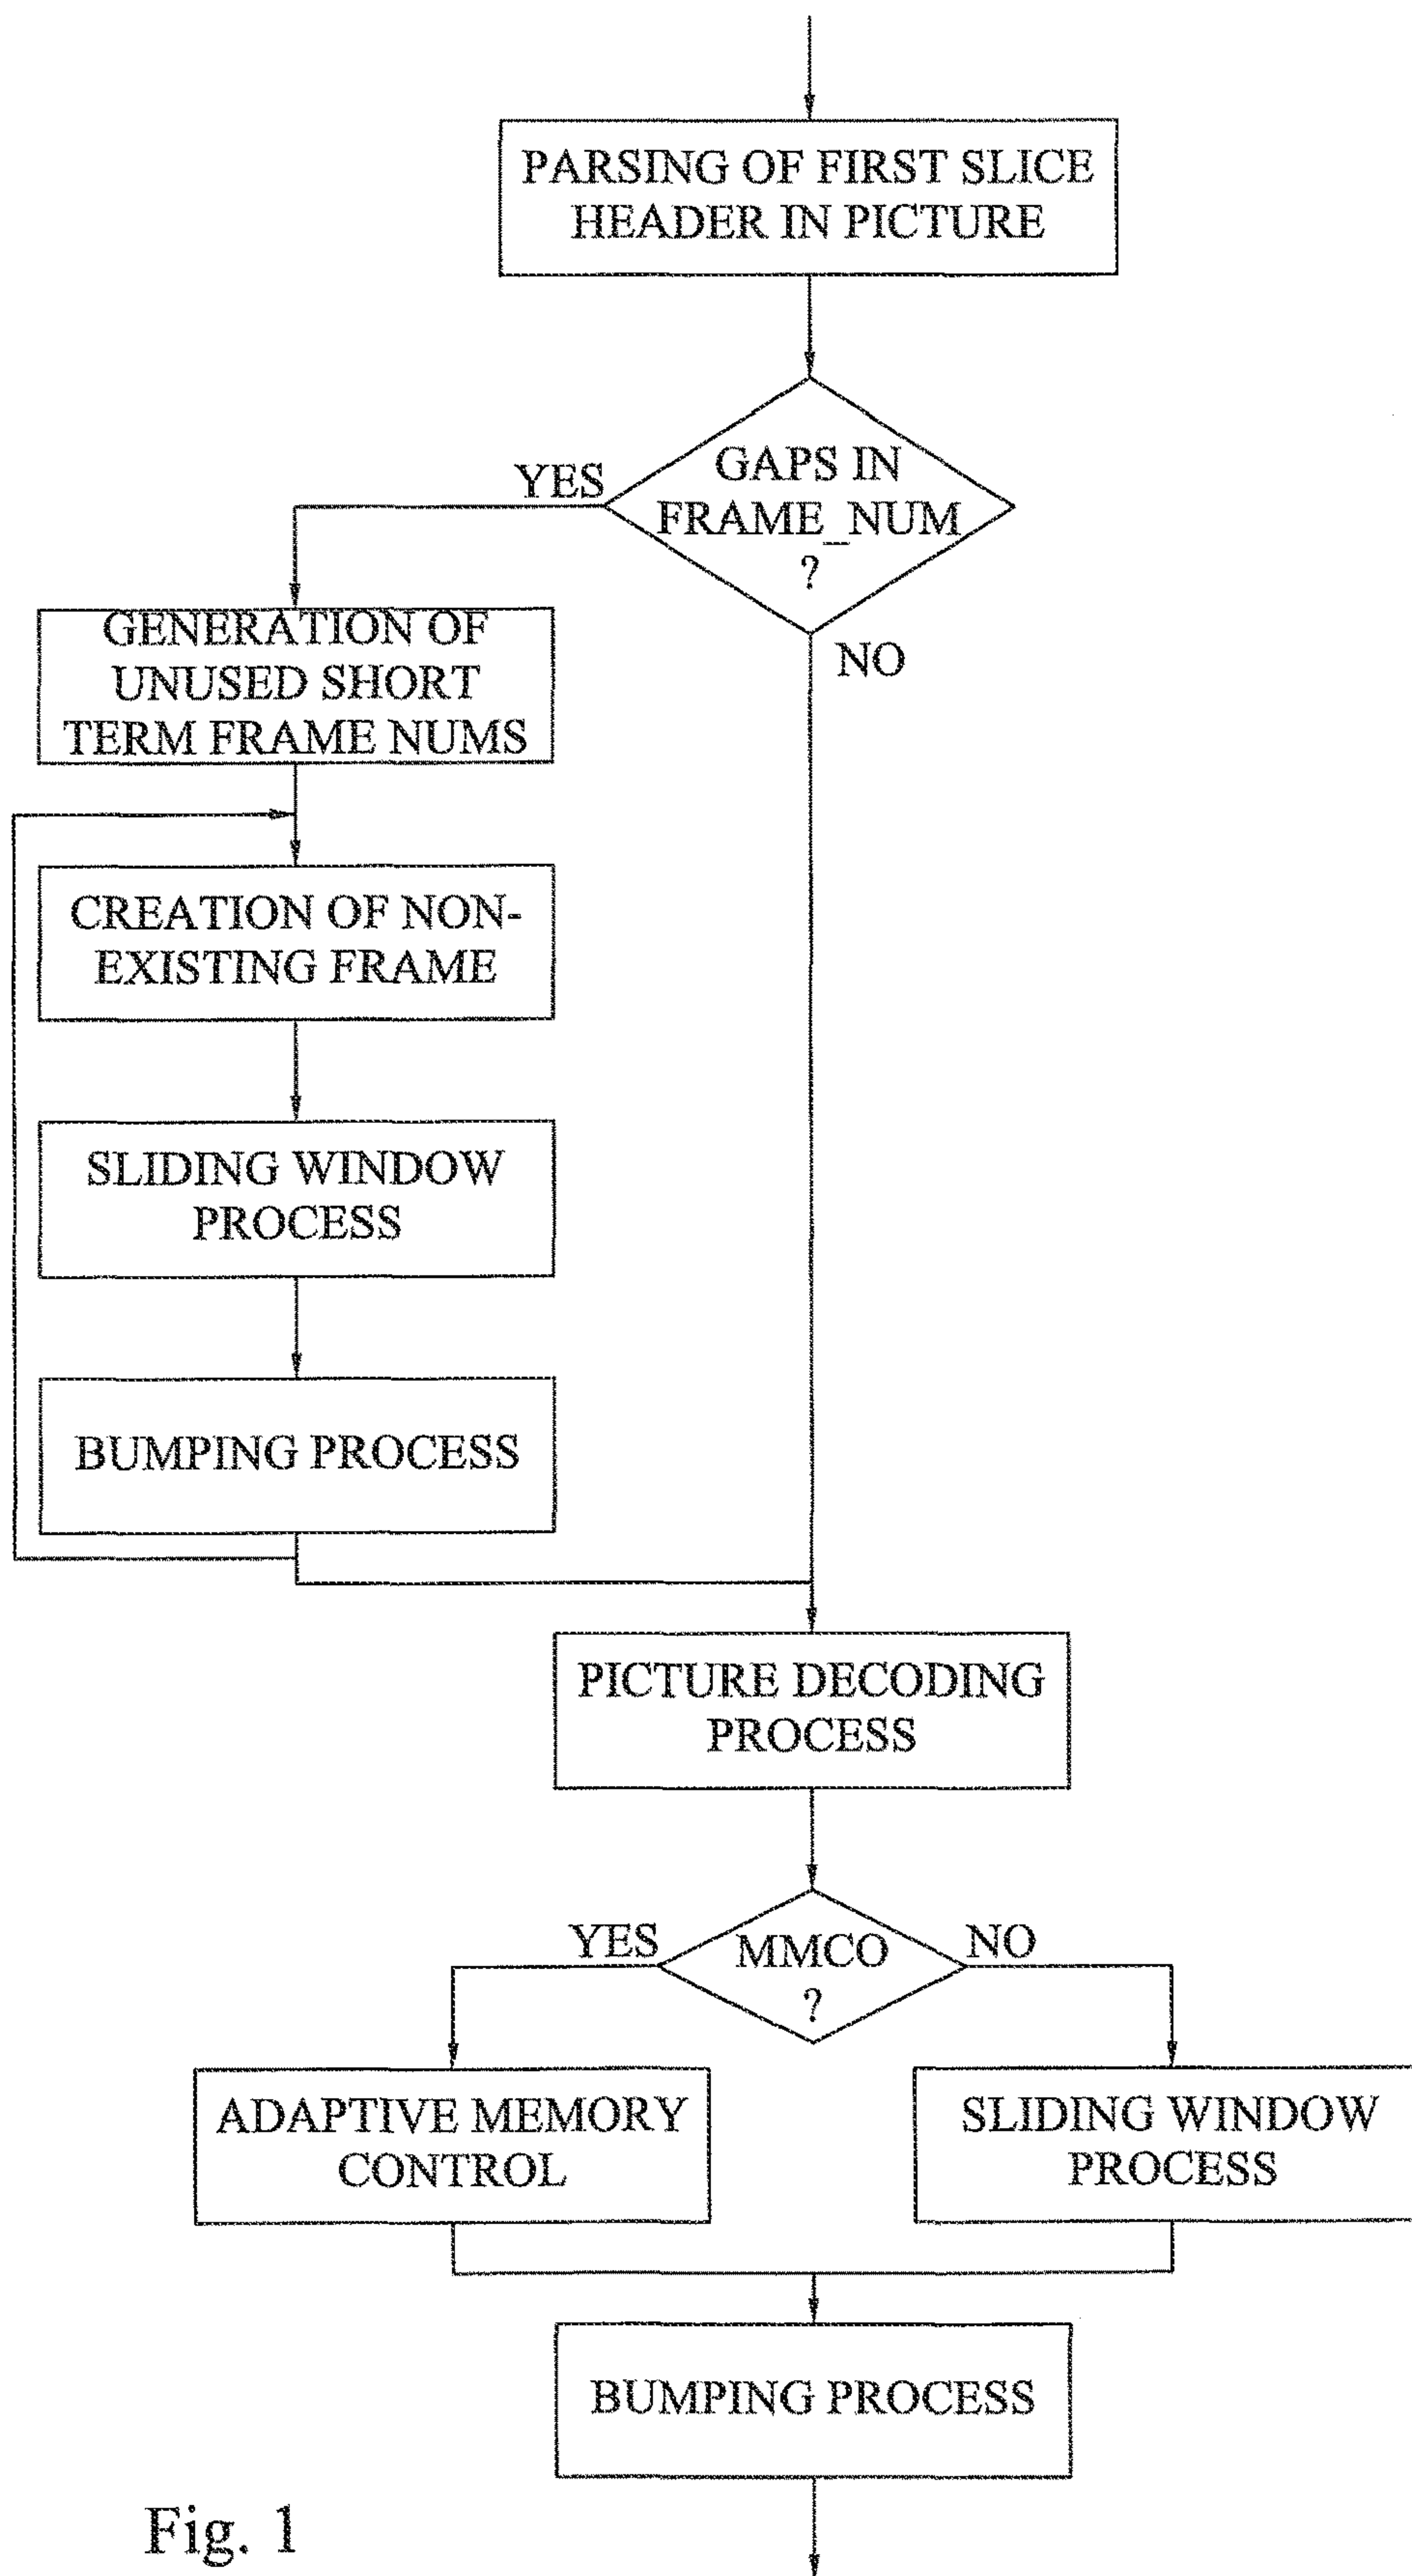 PARSING OF FIRST SLICE
HEADER IN PICTURE
GAPS IN
FRAME_NUM
?
YES
NO
GENERATION OF
UNUSED SHORT
TERM FRAME NUMS
CREATION OF NON-
EXISTING FRAME
SLIDING WINDOW
PROCESS
BUMPING PROCESS
PICTURE DECODING
PROCESS
MMCO
?
YES
NO
ADAPTIVE MEMORY
CONTROL
SLIDING WINDOW
PROCESS
BUMPING PROCESS
Fig. 1